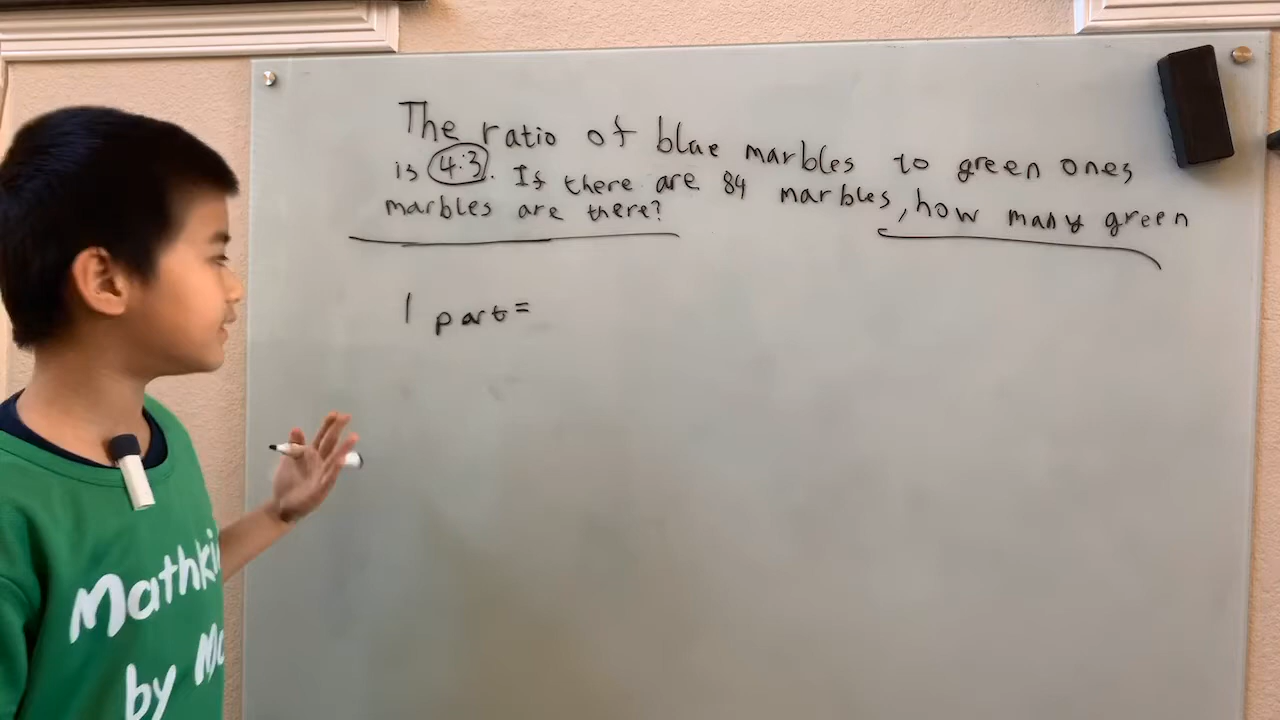 The ratio of blue marbles to green ones
is 4:3. If there are 84 marbles, how many green
marbles are there?
1 part =
Mathki
by Mc